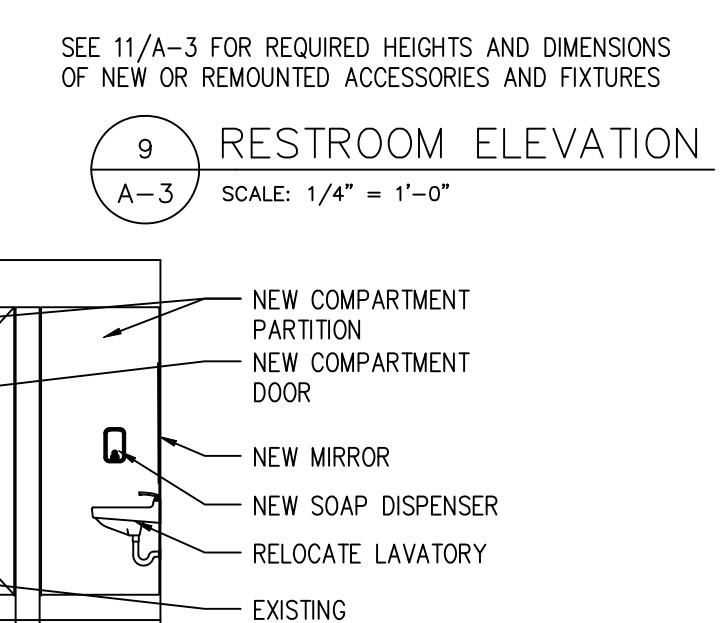 SEE 11/A-3 FOR REQUIRED HEIGHTS AND DIMENSIONS
OF NEW OR REMOUNTED ACCESSORIES AND FIXTURES
9
A-3
RESTROOM ELEVATION
SCALE: 1/4" = 1'-0"
NEW COMPARTMENT
PARTITION
NEW COMPARTMENT
DOOR
NEW MIRROR
NEW SOAP DISPENSER
RELOCATE LAVATORY
EXISTING